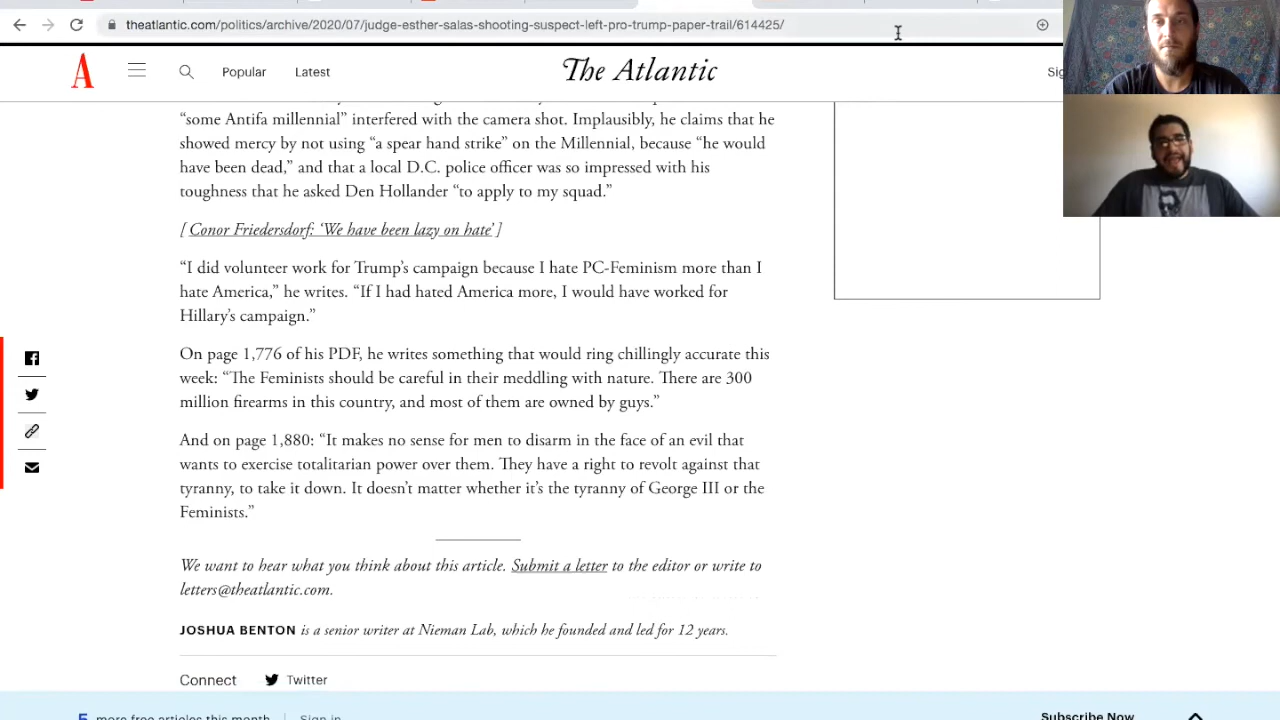 theatlantic.com/politics/archive/2020/07/judge-esther-salas-shooting-suspect-left-pro-trump-paper-trail/614425/
A Popular Latest The Atlantic Sig
“some Antifa millennial” interfered with the camera shot. Implausibly, he claims that he
showed mercy by not using “a spear hand strike” on the Millennial, because “he would
have been dead,” and that a local D.C. police officer was so impressed with his
toughness that he asked Den Hollander “to apply to my squad.”
[ Conor Friedersdorf: ‘We have been lazy on hate’ ]
“I did volunteer work for Trump’s campaign because I hate PC-Feminism more than I
hate America,” he writes. “If I had hated America more, I would have worked for
Hillary’s campaign.”
On page 1,776 of his PDF, he writes something that would ring chillingly accurate this
week: “The Feminists should be careful in their meddling with nature. There are 300
million firearms in this country, and most of them are owned by guys.”
And on page 1,880: “It makes no sense for men to disarm in the face of an evil that
wants to exercise totalitarian power over them. They have a right to revolt against that
tyranny, to take it down. It doesn’t matter whether it’s the tyranny of George III or the
Feminists.”
We want to hear what you think about this article. Submit a letter to the editor or write to
letters@theatlantic.com.
JOSHUA BENTON is a senior writer at Nieman Lab, which he founded and led for 12 years.
Connect Twitter
5 more free articles this month Sign in Subscribe Now